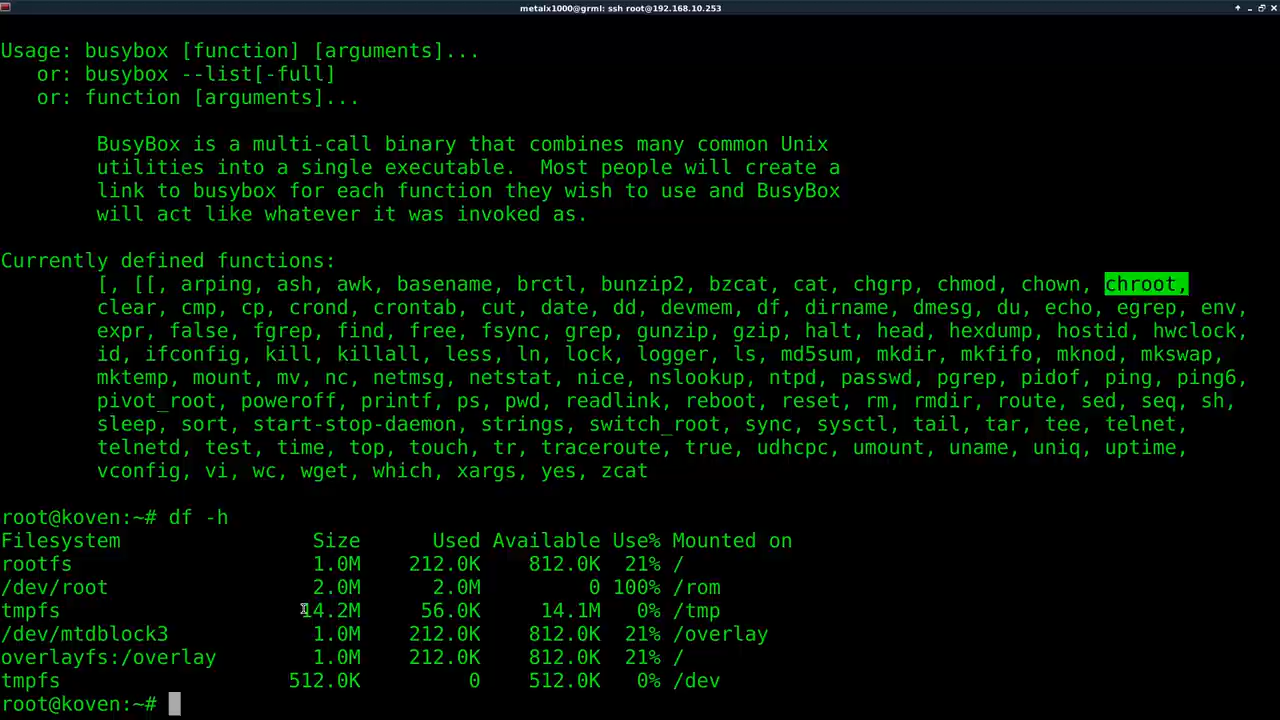 metalx1000@grml: ssh root@192.168.10.253
Usage: busybox [function] [arguments]...
or: busybox --list[-full]
or: function [arguments]...
BusyBox is a multi-call binary that combines many common Unix
utilities into a single executable.  Most people will create a
link to busybox for each function they wish to use and BusyBox
will act like whatever it was invoked as.
Currently defined functions:
[, [[, arping, ash, awk, basename, brctl, bunzip2, bzcat, cat, chgrp, chmod, chown, chroot,
clear, cmp, cp, crond, crontab, cut, date, dd, devmem, df, dirname, dmesg, du, echo, egrep, env,
expr, false, fgrep, find, free, fsync, grep, gunzip, gzip, halt, head, hexdump, hostid, hwclock,
id, ifconfig, kill, killall, less, ln, lock, logger, ls, md5sum, mkdir, mkfifo, mknod, mkswap,
mktemp, mount, mv, nc, netmsg, netstat, nice, nslookup, ntpd, passwd, pgrep, pidof, ping, ping6,
pivot_root, poweroff, printf, ps, pwd, readlink, reboot, reset, rm, rmdir, route, sed, seq, sh,
sleep, sort, start-stop-daemon, strings, switch_root, sync, sysctl, tail, tar, tee, telnet,
telnetd, test, time, top, touch, tr, traceroute, true, udhcpc, umount, uname, uniq, uptime,
vconfig, vi, wc, wget, which, xargs, yes, zcat
root@koven:~# df -h
Filesystem Size Used Available Use% Mounted on
rootfs 1.0M 212.0K 812.0K 21% /
/dev/root 2.0M 2.0M 0 100% /rom
tmpfs 14.2M 56.0K 14.1M 0% /tmp
/dev/mtdblock3 1.0M 212.0K 812.0K 21% /overlay
overlayfs:/overlay 1.0M 212.0K 812.0K 21% /
tmpfs 512.0K 0 512.0K 0% /dev
root@koven:~#